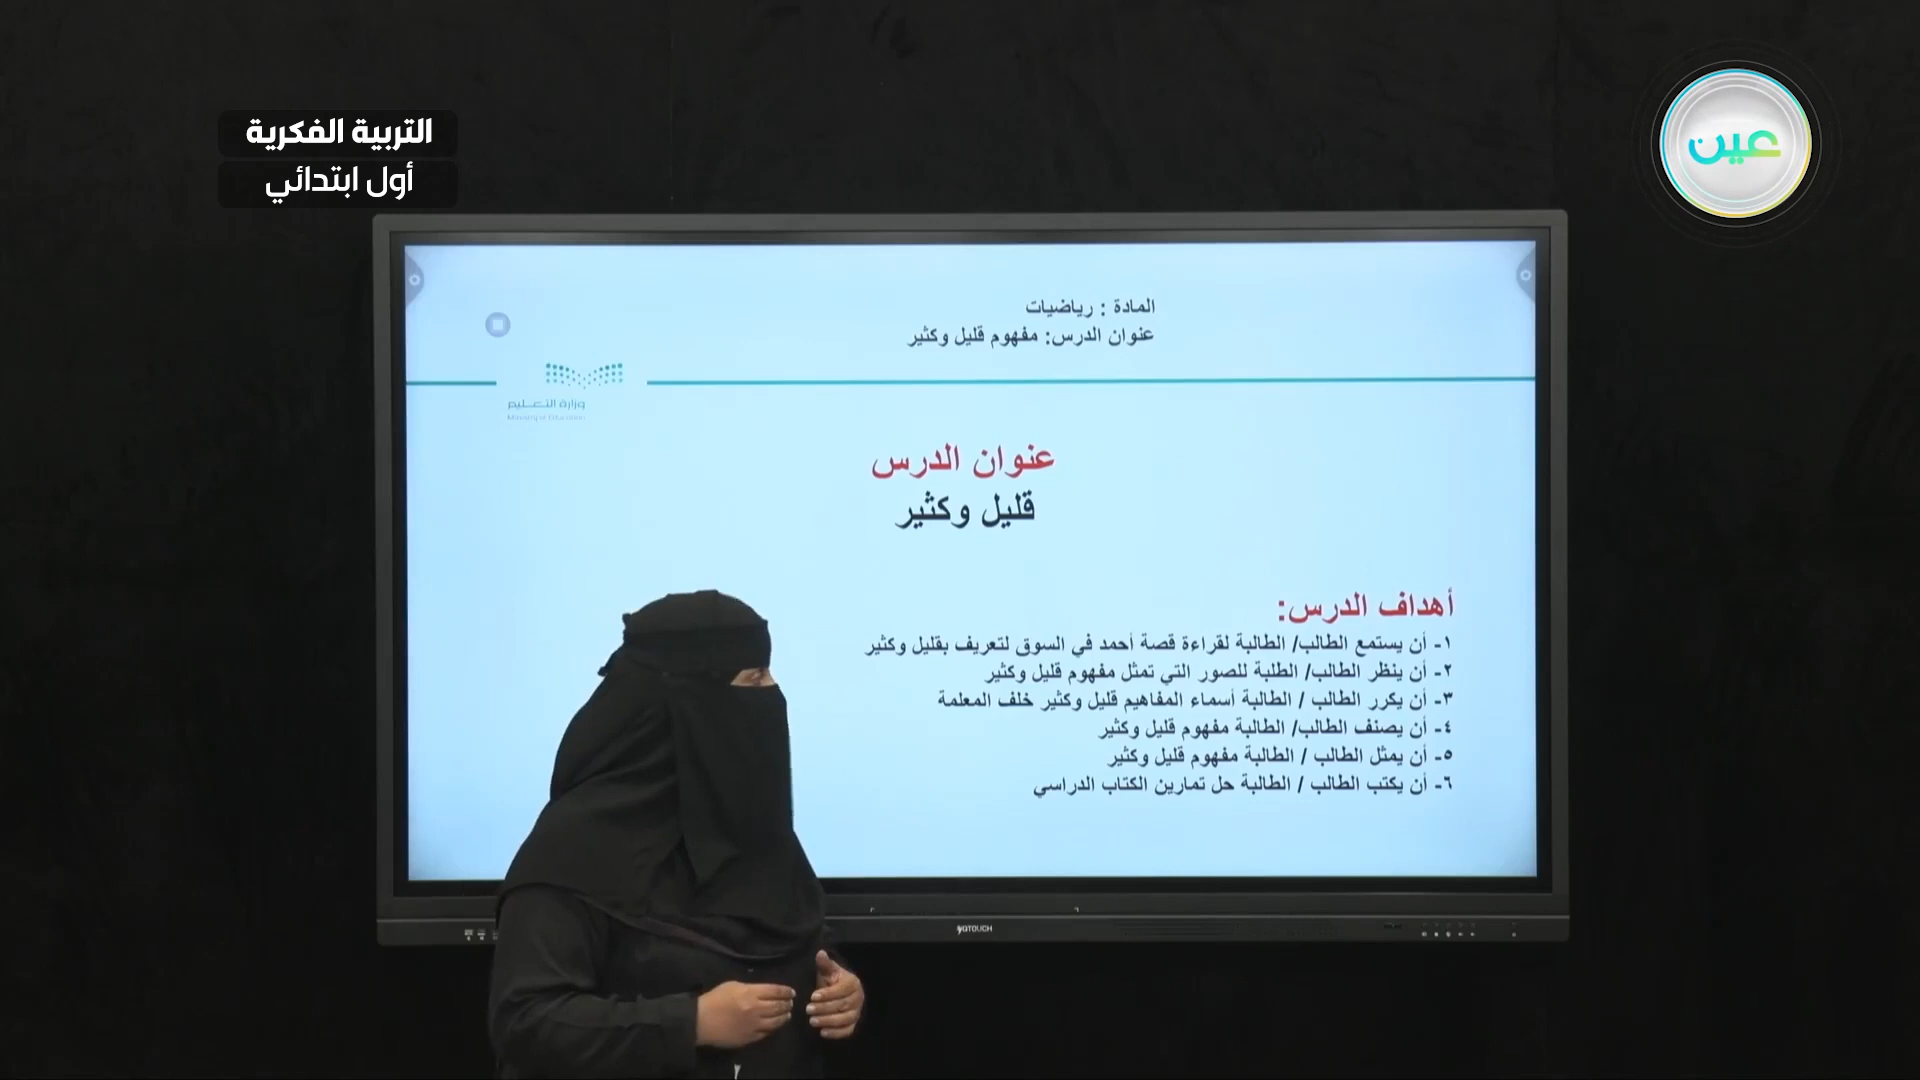 التربية الفكرية
أول ابتدائي
عين
المادة : رياضيات
عنوان الدرس: مفهوم قليل وكثير
وزارة التعليم
Ministry of Education
عنوان الدرس
قليل وكثير
أهداف الدرس:
١- أن يستمع الطالب/ الطالبة لقراءة قصة أحمد في السوق لتعريف بقليل وكثير
٢- أن ينظر الطالب/ الطلبة للصور التي تمثل مفهوم قليل وكثير
٣- أن يكرر الطالب / الطالبة أسماء المفاهيم قليل وكثير خلف المعلمة
٤- أن يصنف الطالب/ الطالبة مفهوم قليل وكثير
٥- أن يمثل الطالب / الطالبة مفهوم قليل وكثير
٦- أن يكتب الطالب / الطالبة حل تمارين الكتاب الدراسي